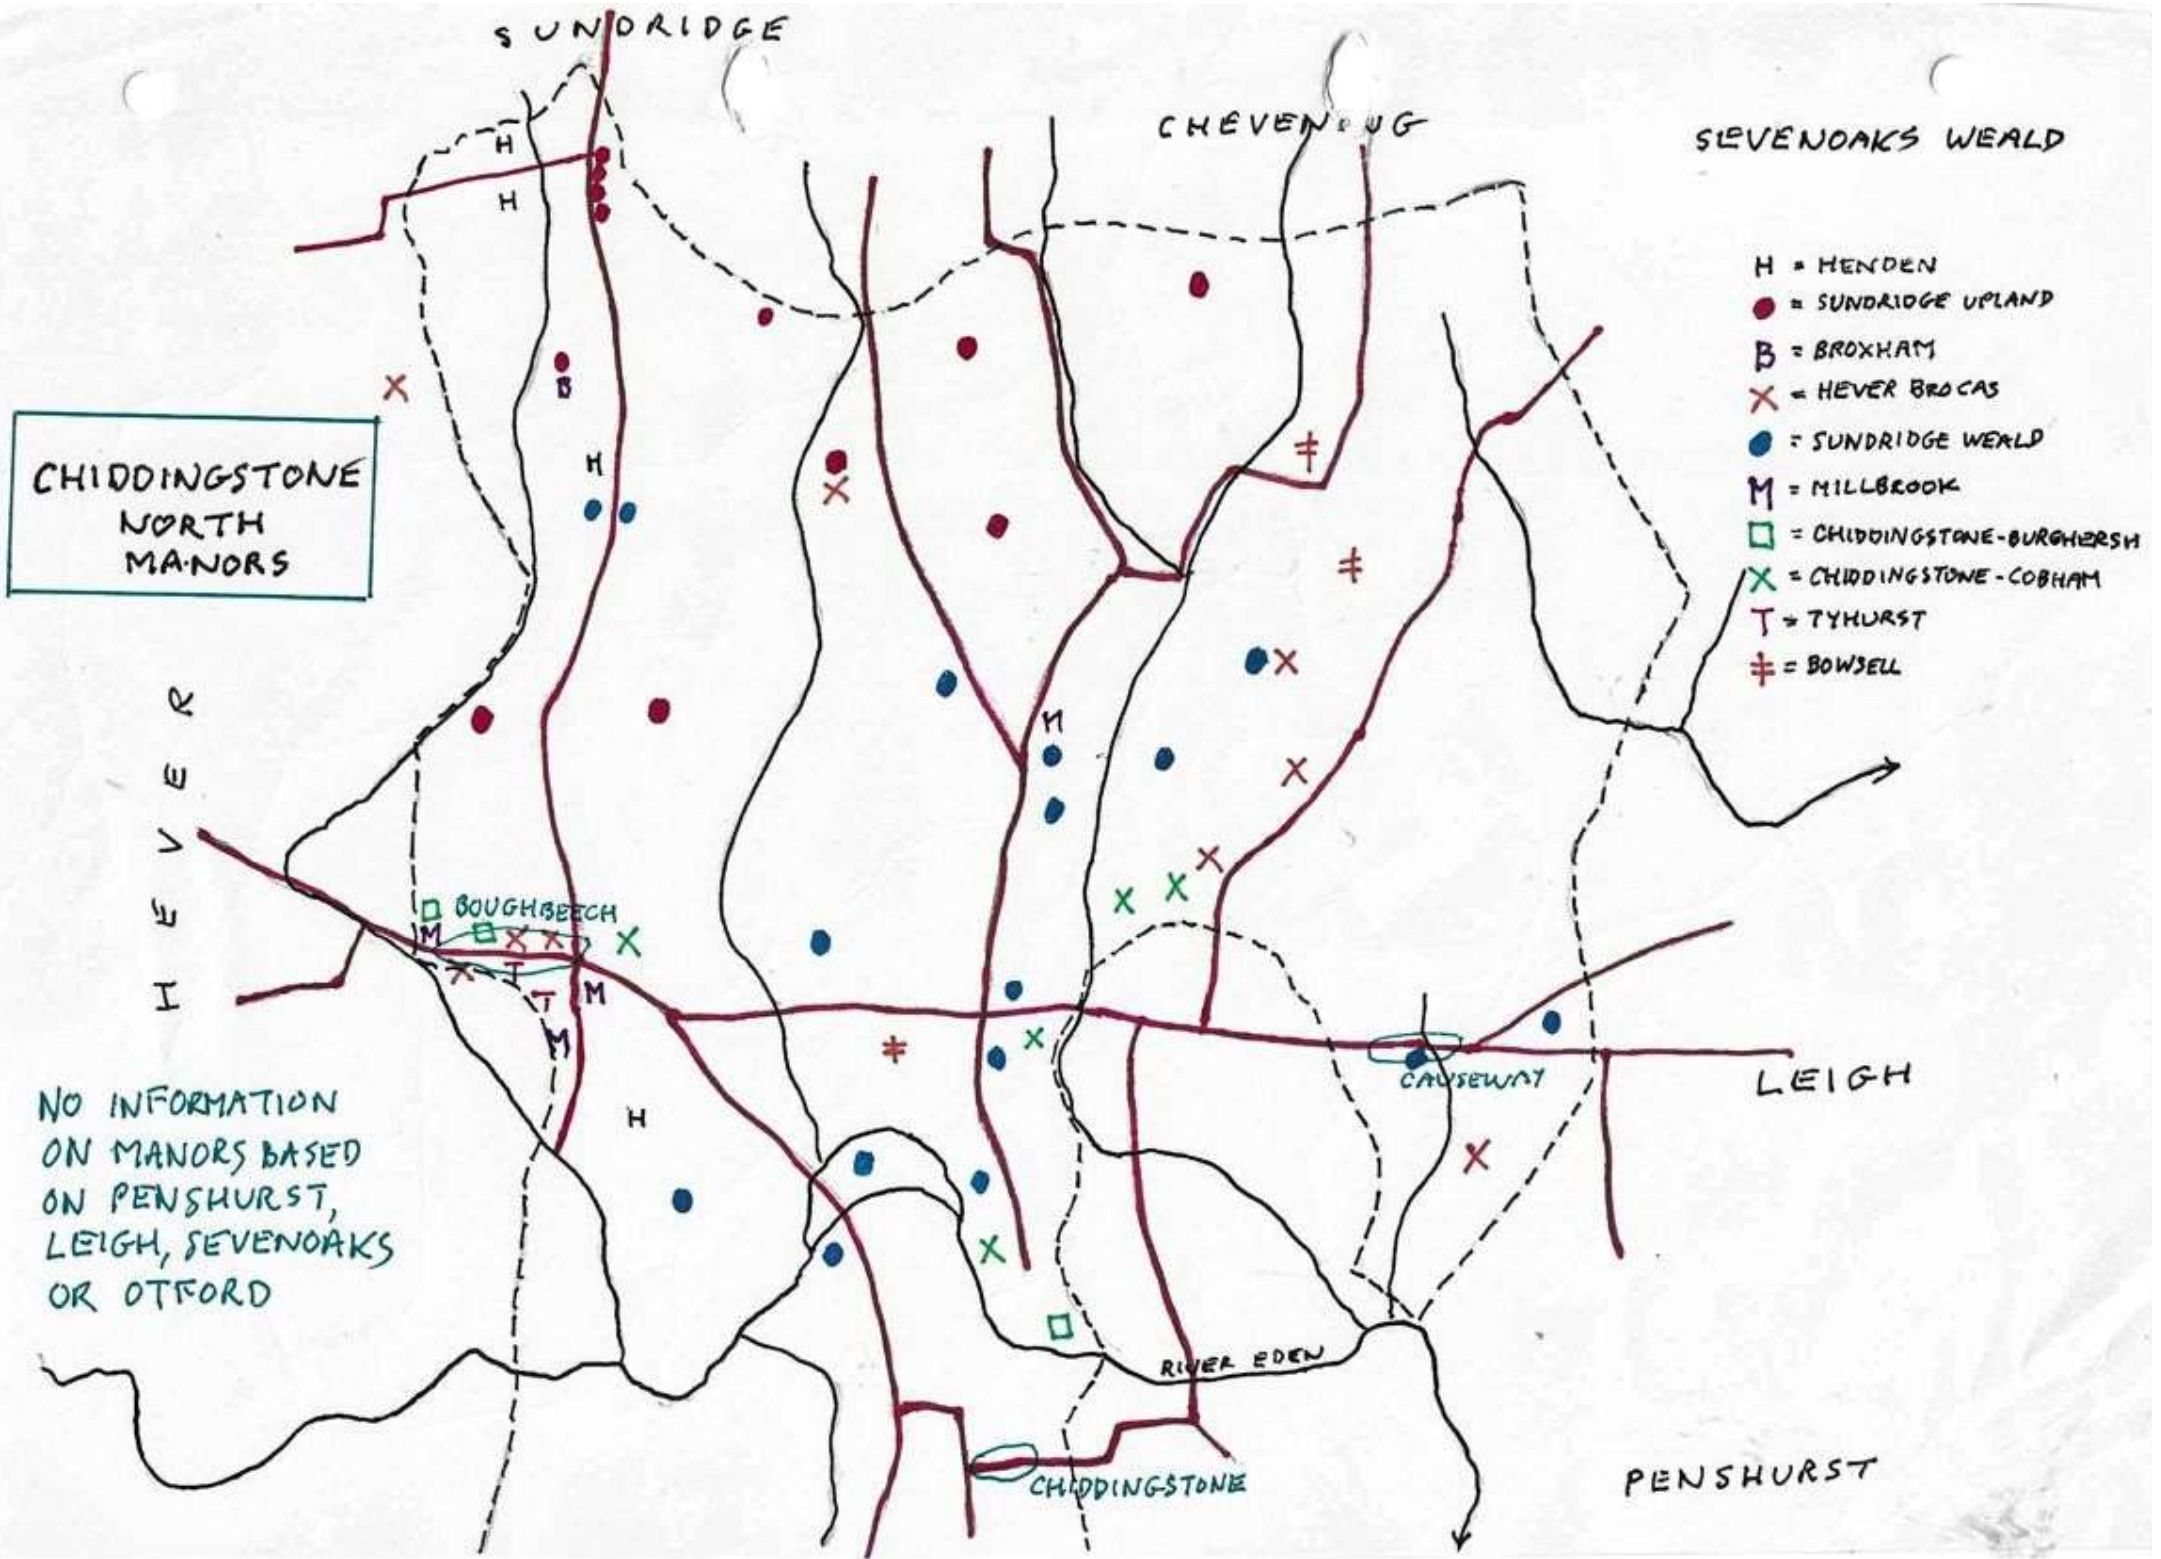 SUNDRIDGE
CHEVENING
SEVENOAKS WEALD
H = HENDEN
= SUNDRIDGE UPLAND
B = BROXHAM
X = HEVER BROCAS
= SUNDRIDGE WEALD
M = MILLBROOK
□ = CHIDDINGSTONE-BURGHERSH
X = CHIDDINGSTONE-COBHAM
T = TYHURST
ǂ = BOWSELL
CHIDDINGSTONE
NORTH
MANORS
H
H
B
H
H
HEVER
BOUGHBEECH
M
T
T
M
M
H
CAUSEWAY
LEIGH
NO INFORMATION
ON MANORS BASED
ON PENSHURST,
LEIGH, SEVENOAKS
OR OTFORD
RIVER EDEN
CHIDDINGSTONE
PENSHURST